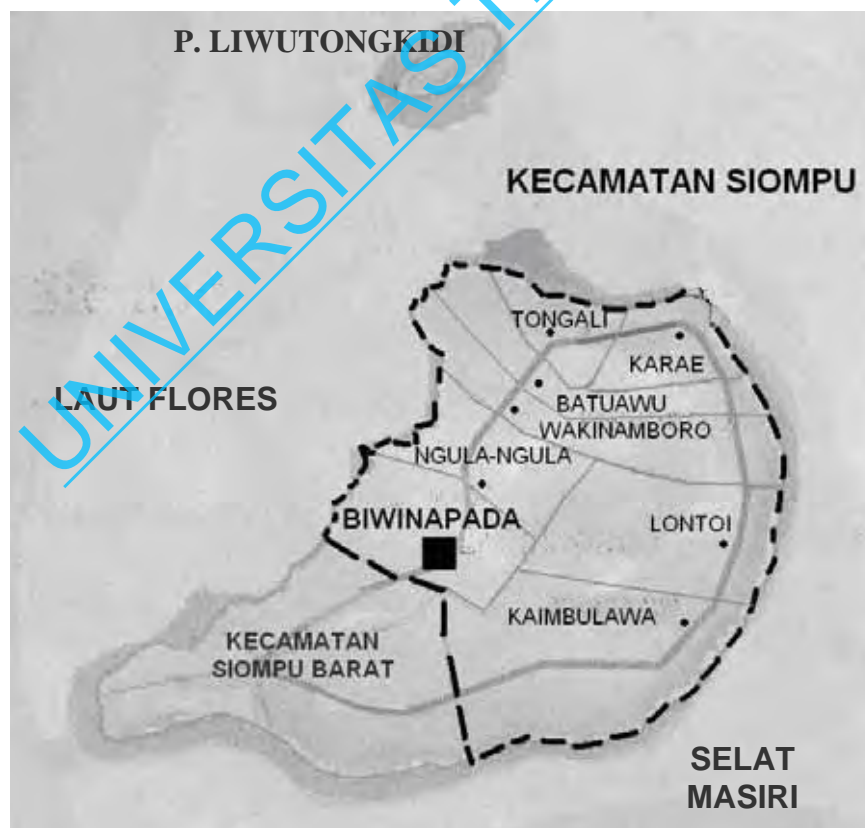 P. LIWUTONGKIDI
KECAMATAN SIOMPU
TONGALI
KARAE
LAUT FLORES
BATUAWU
WAKINAMBORO
NGULA-NGULA
BIWINAPADA
LONTOI
KAIMBULAWA
KECAMATAN
SIOMPU BARAT
SELAT
MASIRI
UNIVERSITAS